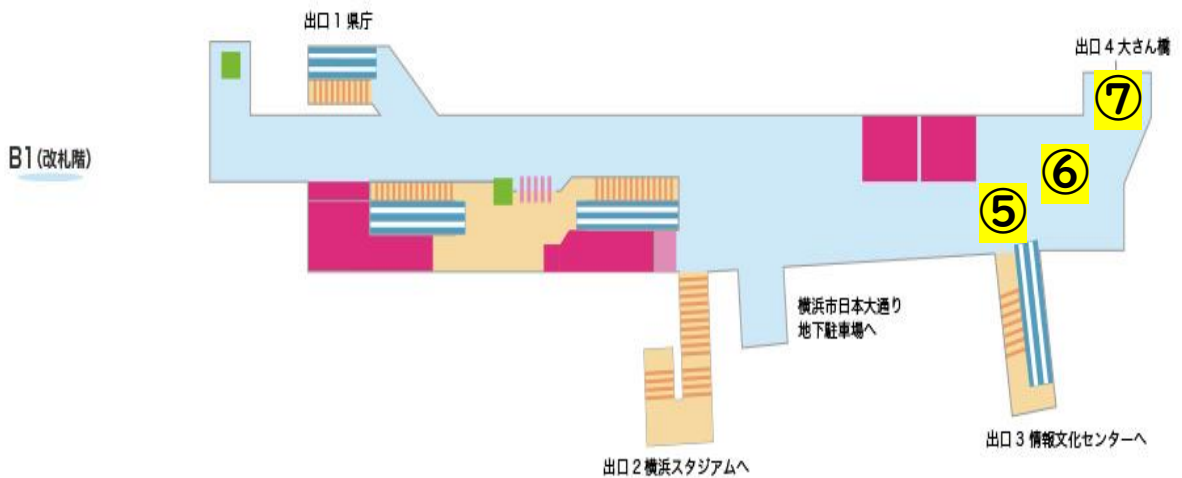 出口1 県庁
出口4 大さん橋
⑦
B1(改札階)
⑥
⑤
横浜市日本大通り
地下駐車場へ
出口3 情報文化センターへ
出口2 横浜スタジアムへ